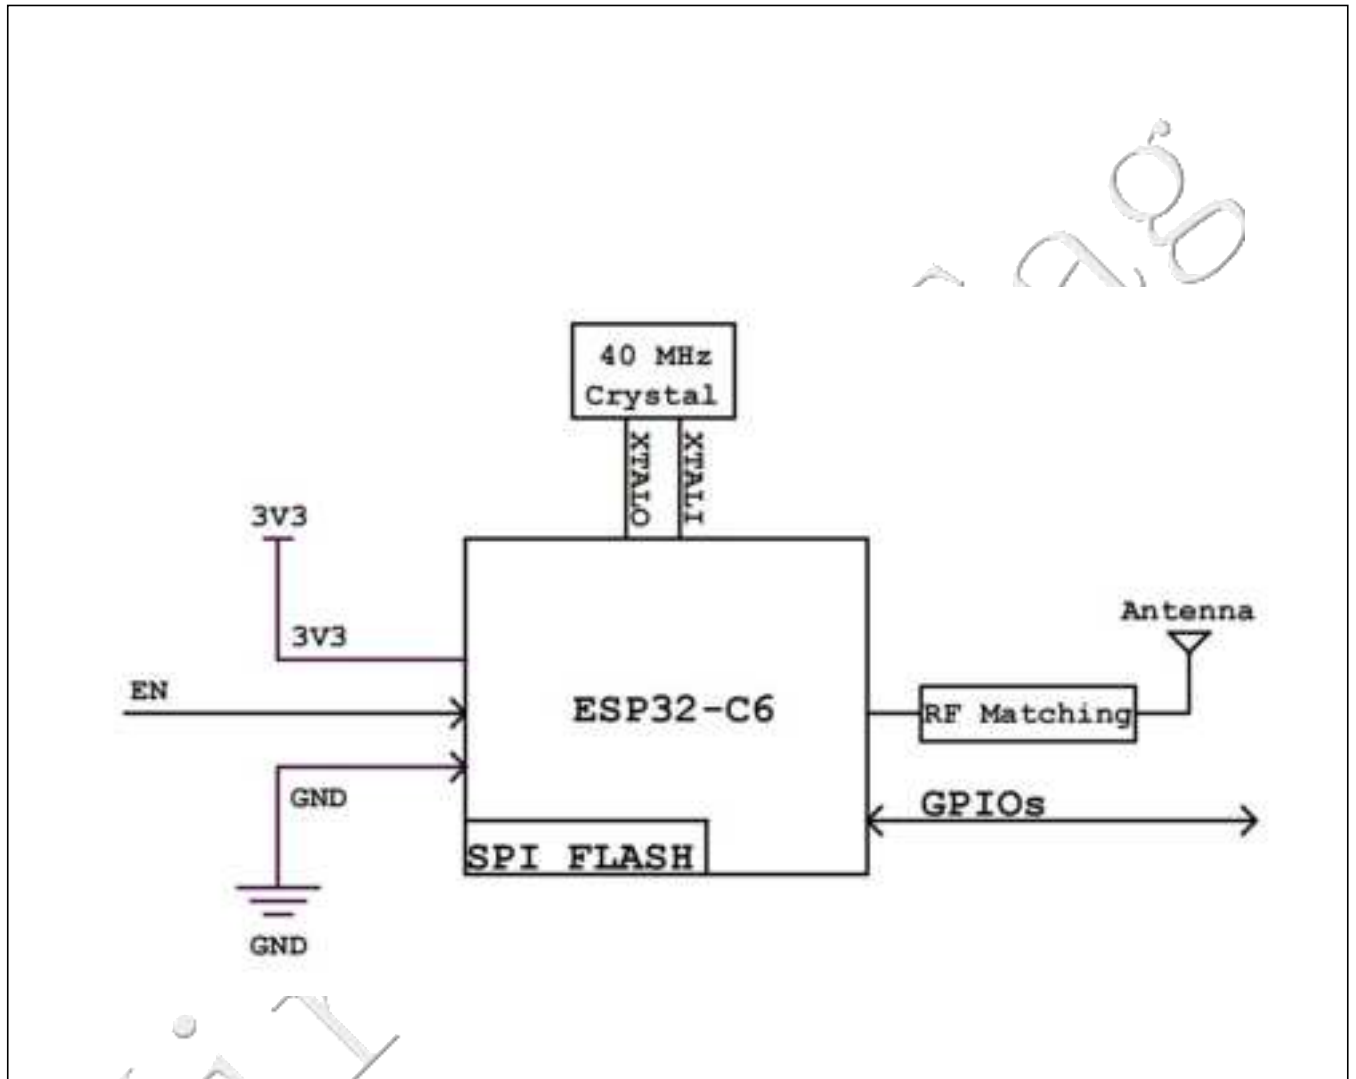 40 MHz
Crystal
XTALO
XTALI
3V3
3V3
Antenna
EN
ESP32-C6
RF Matching
GND
GPIOs
SPI FLASH
GND